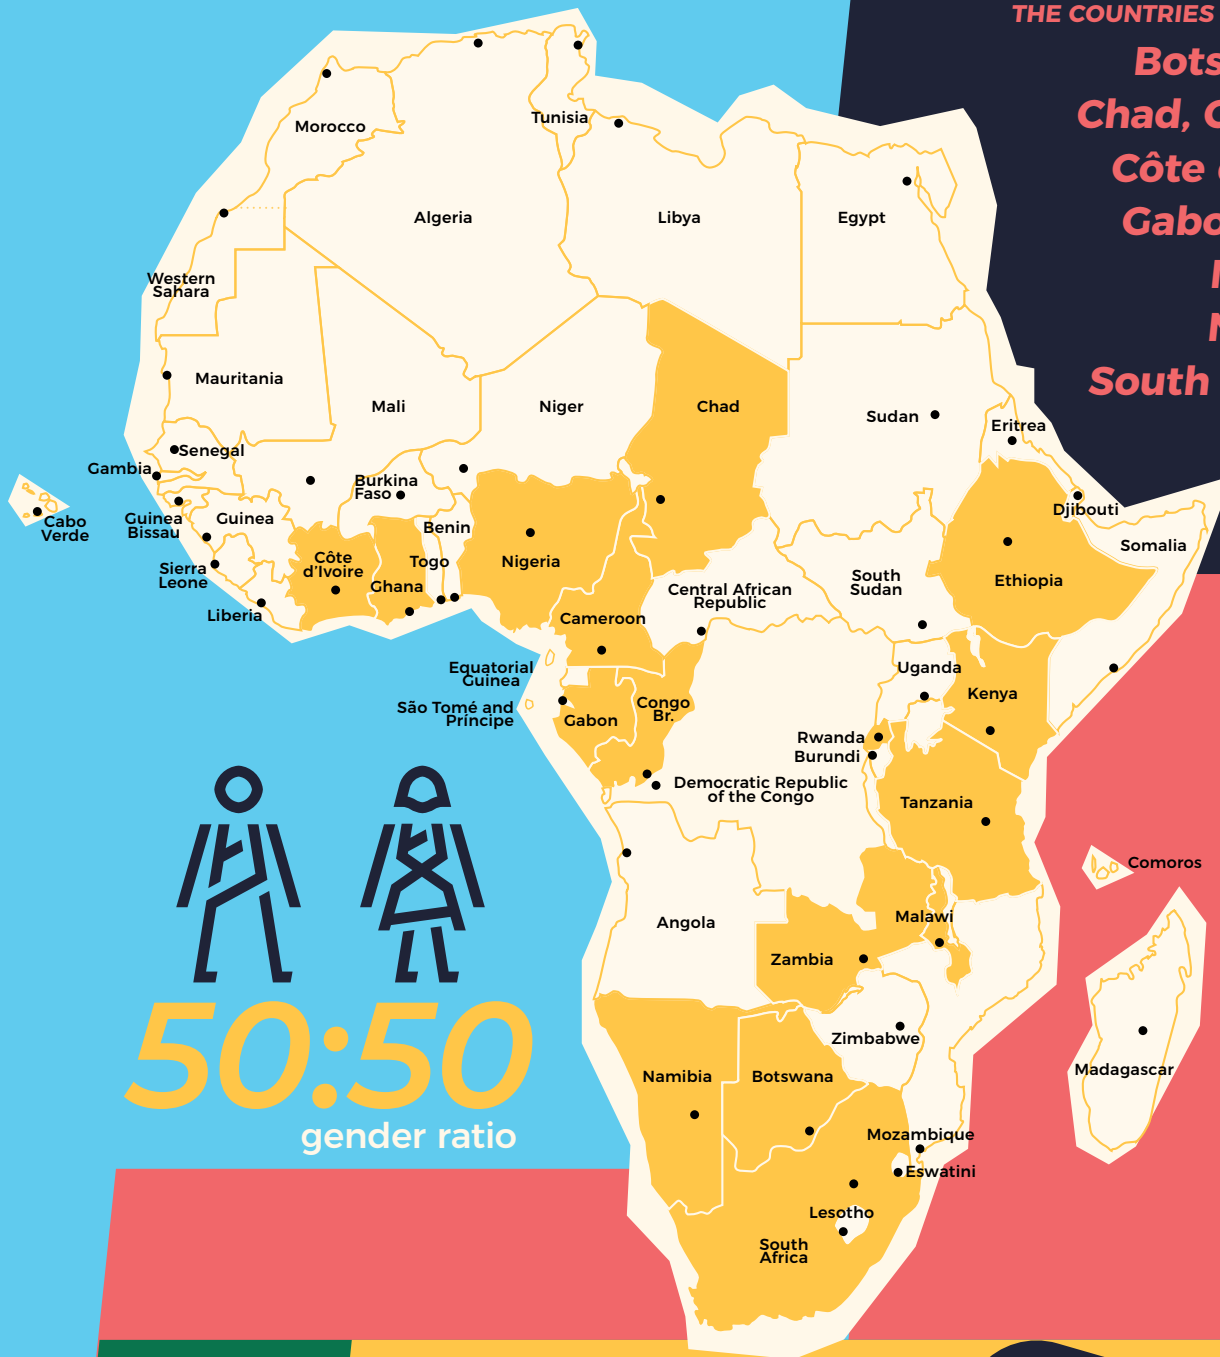 THE COUNTRIES
Bots
Chad, C
Côte
Gabo
South
Tunisia
Morocco
Algeria
Libya
Egypt
Western
Sahara
Mauritania
Mali
Niger
Chad
Sudan
Eritrea
Senegal
Gambia
Burkina
Faso
Djibouti
Cabo
Verde
Guinea
Bissau
Guinea
Benin
Somalia
Côte
d'Ivoire
Togo
Nigeria
Sierra
Leone
Ghana
Central African
Republic
South
Sudan
Ethiopia
Liberia
Cameroon
Equatorial
Guinea
Uganda
Kenya
São Tomé and
Príncipe
Gabon
Congo
Br.
Rwanda
Burundi
Democratic Republic
of the Congo
Tanzania
Comoros
Angola
Malawi
Zambia
Zimbabwe
Madagascar
Namibia
Botswana
Mozambique
Eswatini
Lesotho
South
Africa
50:50
gender ratio